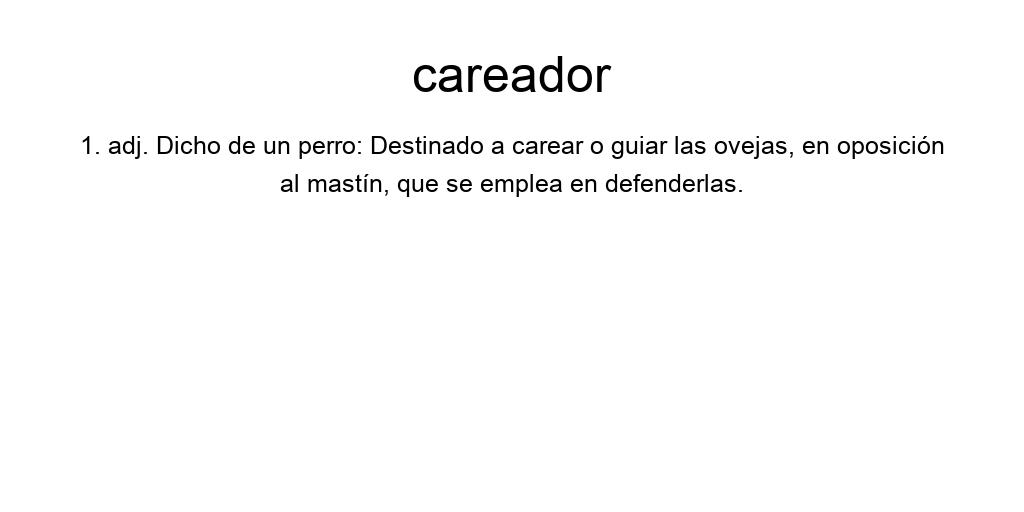 careador
1. adj. Dicho de un perro: Destinado a carear o guiar las ovejas, en oposición
al mastín, que se emplea en defenderlas.